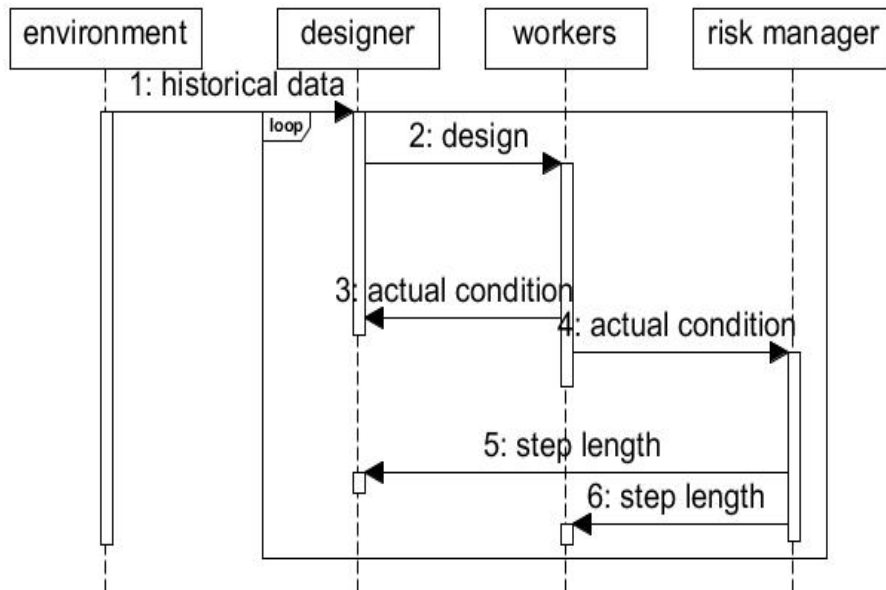 environment
designer
workers
risk manager
1: historical data
loop
2: design
3: actual condition
4: actual condition
5: step length
6: step length